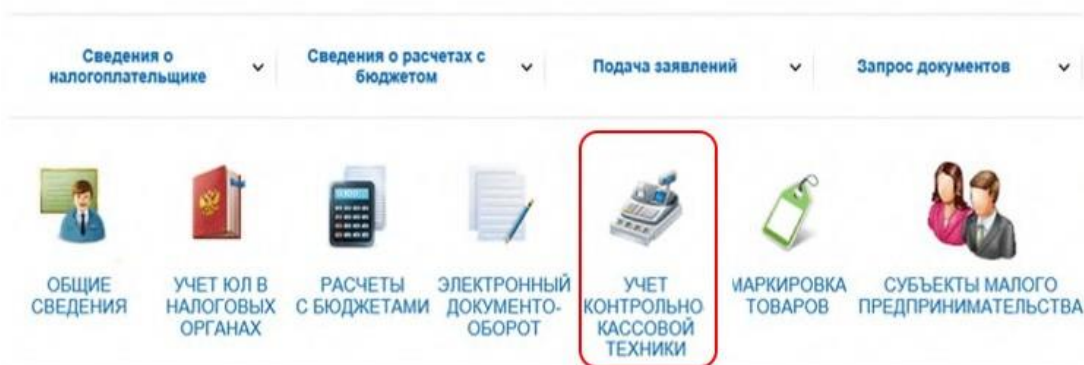 Сведения о
налогоплательщике
Сведения о расчетах с
бюджетом
Подача заявлений
Запрос документов
ОБЩИЕ
СВЕДЕНИЯ
УЧЕТ ЮЛ В
НАЛОГОВЫХ
ОРГАНАХ
РАСЧЕТЫ
С БЮДЖЕТАМИ
ЭЛЕКТРОННЫЙ
ДОКУМЕНТО-
ОБОРОТ
УЧЕТ
КОНТРОЛЬНО
КАССОВОЙ
ТЕХНИКИ
МАРКИРОВКА
ТОВАРОВ
СУБЪЕКТЫ МАЛОГО
ПРЕДПРИНИМАТЕЛЬСТВА